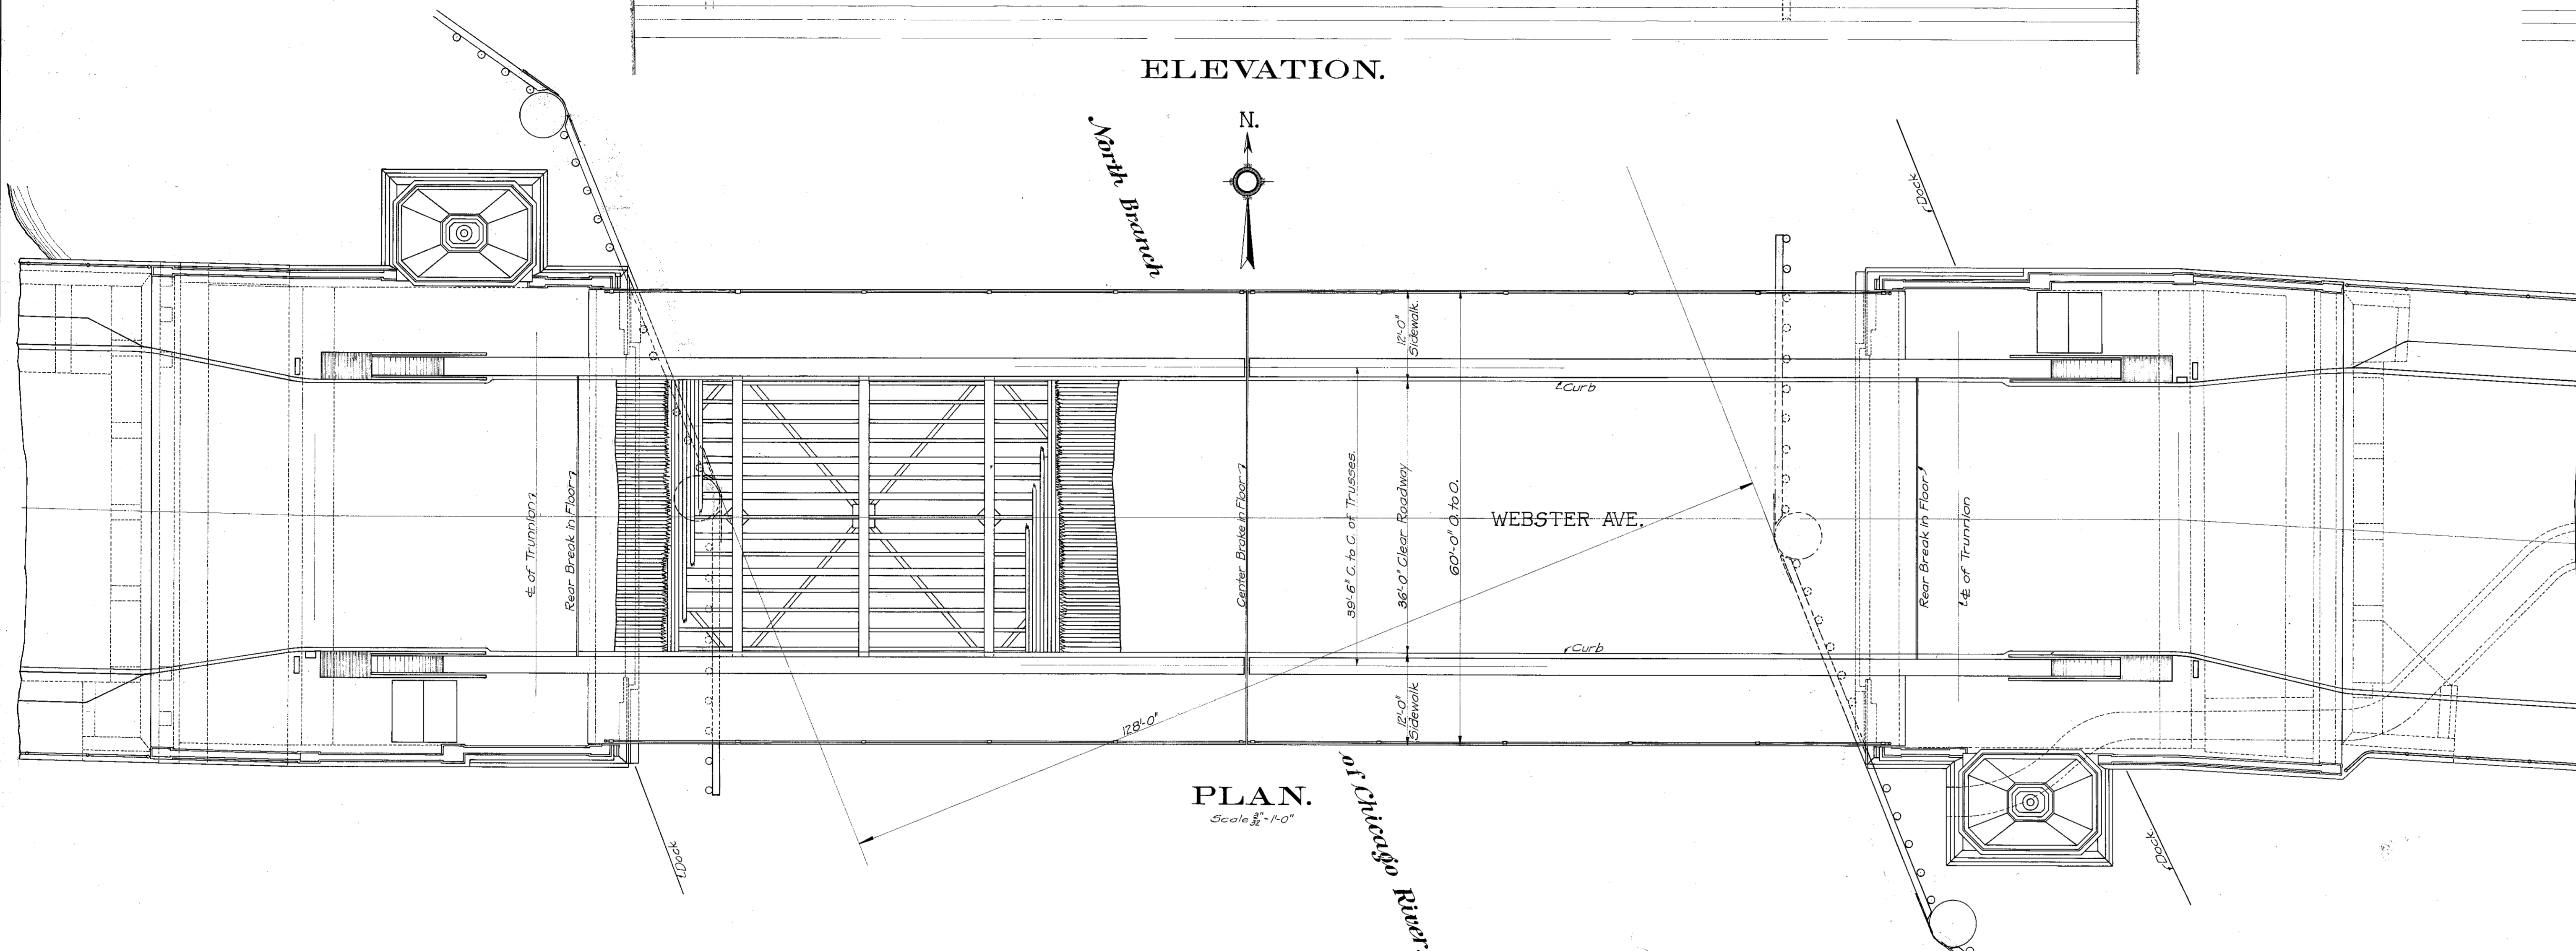 ELEVATION.
N.
North Branch
Dock
12'-0"
Sidewalk.
Curb
℄ of Trunnion
Rear Break in Floor
Center Brake in Floor
39'-6" C. to C. of Trusses.
36'-0" Clear Roadway
60'-0" O. to O.
WEBSTER AVE.
Rear Break in Floor
℄ of Trunnion
Curb
12'-0"
Sidewalk
128'-0"
PLAN.
Scale 3/32" = 1'-0"
of Chicago River.
Dock
Dock